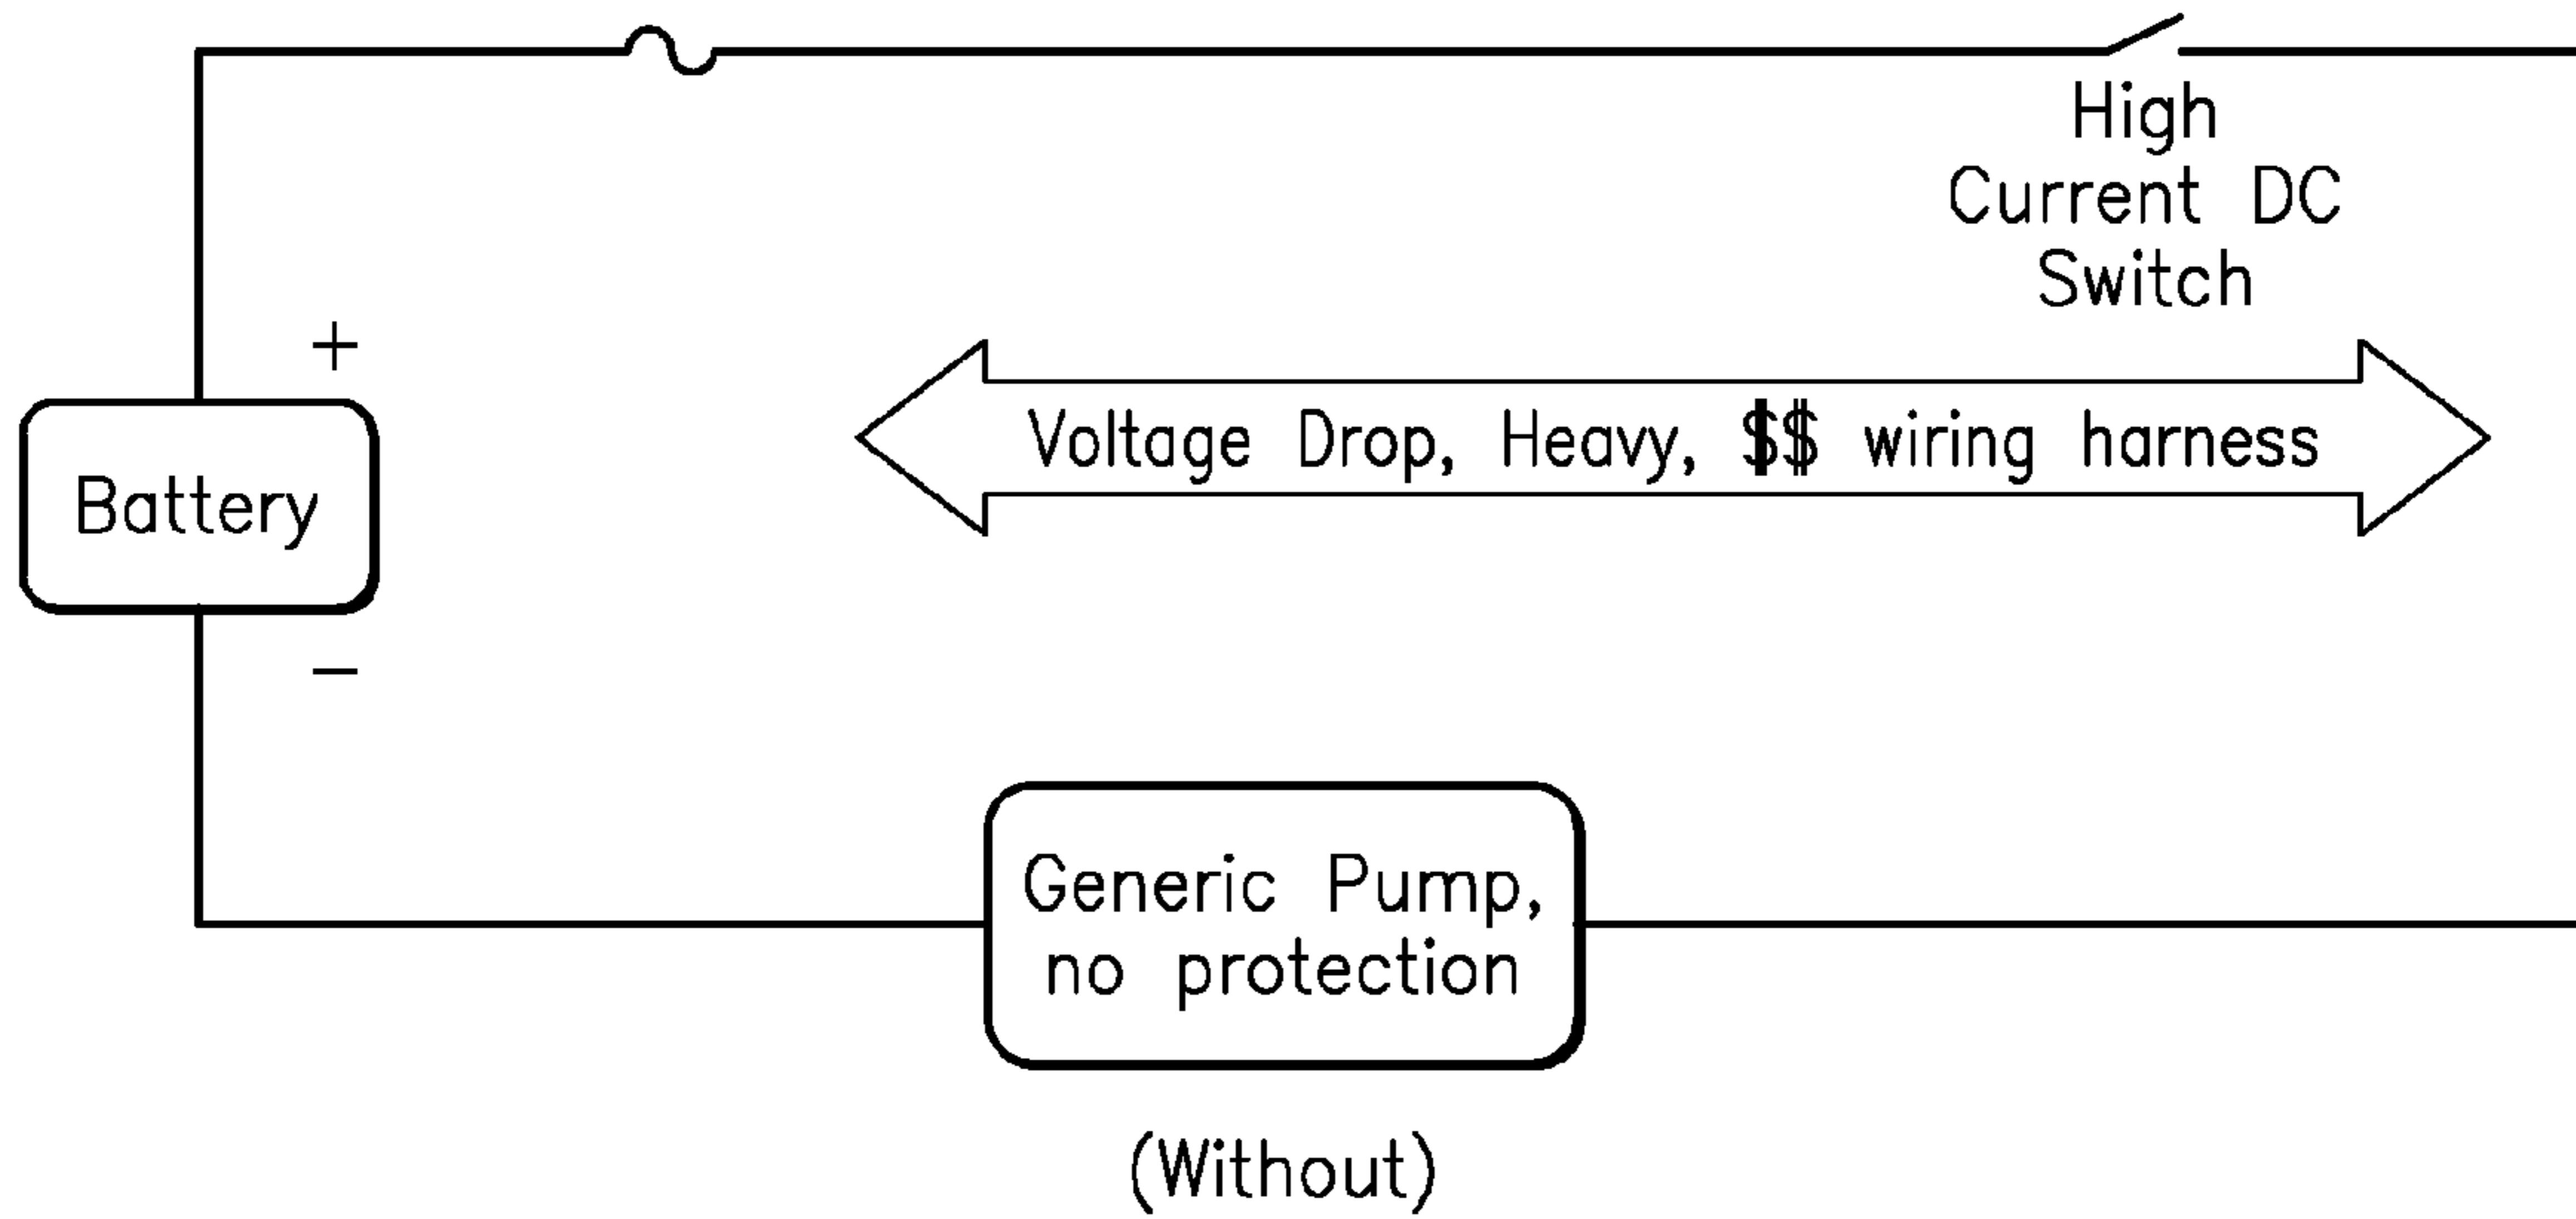 High
Current DC
Switch
+
Voltage Drop, Heavy, $$ wiring harness
Battery
−
Generic Pump,
no protection
(Without)